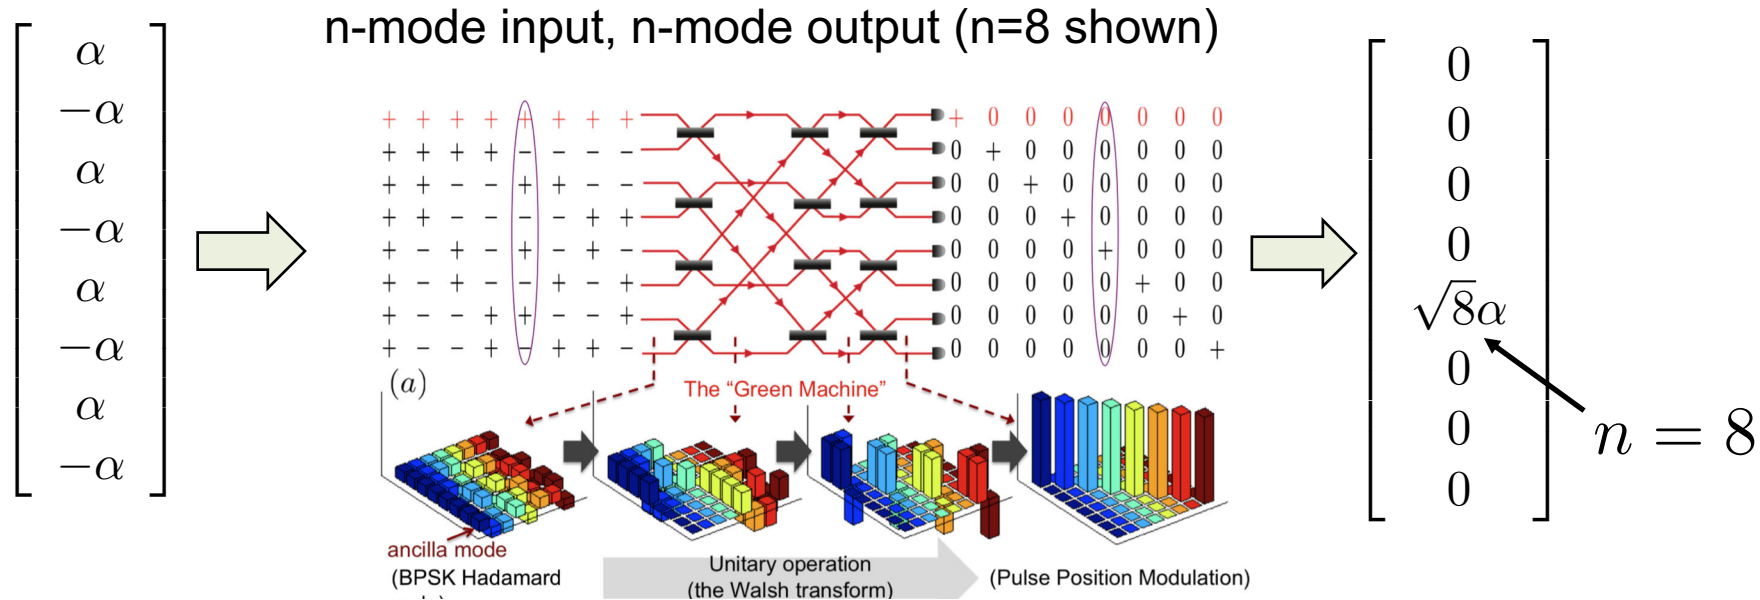 n-mode input, n-mode output (n=8 shown)
α
−α
α
−α
α
−α
α
−α
+ + + + + + + +
+ + + + − − − −
+ + − − + + − −
+ + − − − − + +
+ − + − + − + −
+ − + − − + − +
+ − − + + − − +
+ − − + − + + −
+ 0 0 0 0 0 0 0
0 + 0 0 0 0 0 0
0 0 + 0 0 0 0 0
0 0 0 + 0 0 0 0
0 0 0 0 + 0 0 0
0 0 0 0 0 + 0 0
0 0 0 0 0 0 + 0
0 0 0 0 0 0 0 +
0
0
0
0
√8α
0
0
0
n = 8
(a)
The “Green Machine”
ancilla mode
(BPSK Hadamard
Unitary operation
(the Walsh transform)
(Pulse Position Modulation)